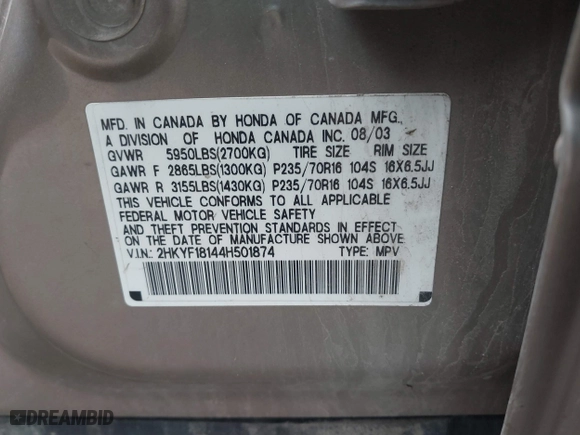 MFD. IN CANADA BY HONDA OF CANADA MFG.,
A DIVISION OF HONDA CANADA INC. 08/03
GVWR 5950LBS(2700KG) TIRE SIZE RIM SIZE
GAWR F 2865LBS(1300KG) P235/70R16 104S 16X6.5JJ
GAWR R 3155LBS(1430KG) P235/70R16 104S 16X6.5JJ
THIS VEHICLE CONFORMS TO ALL APPLICABLE
FEDERAL MOTOR VEHICLE SAFETY
AND THEFT PREVENTION STANDARDS IN EFFECT
ON THE DATE OF MANUFACTURE SHOWN ABOVE
V.I.N.: 2HKYF18144H501874 TYPE: MPV
DREAMBID